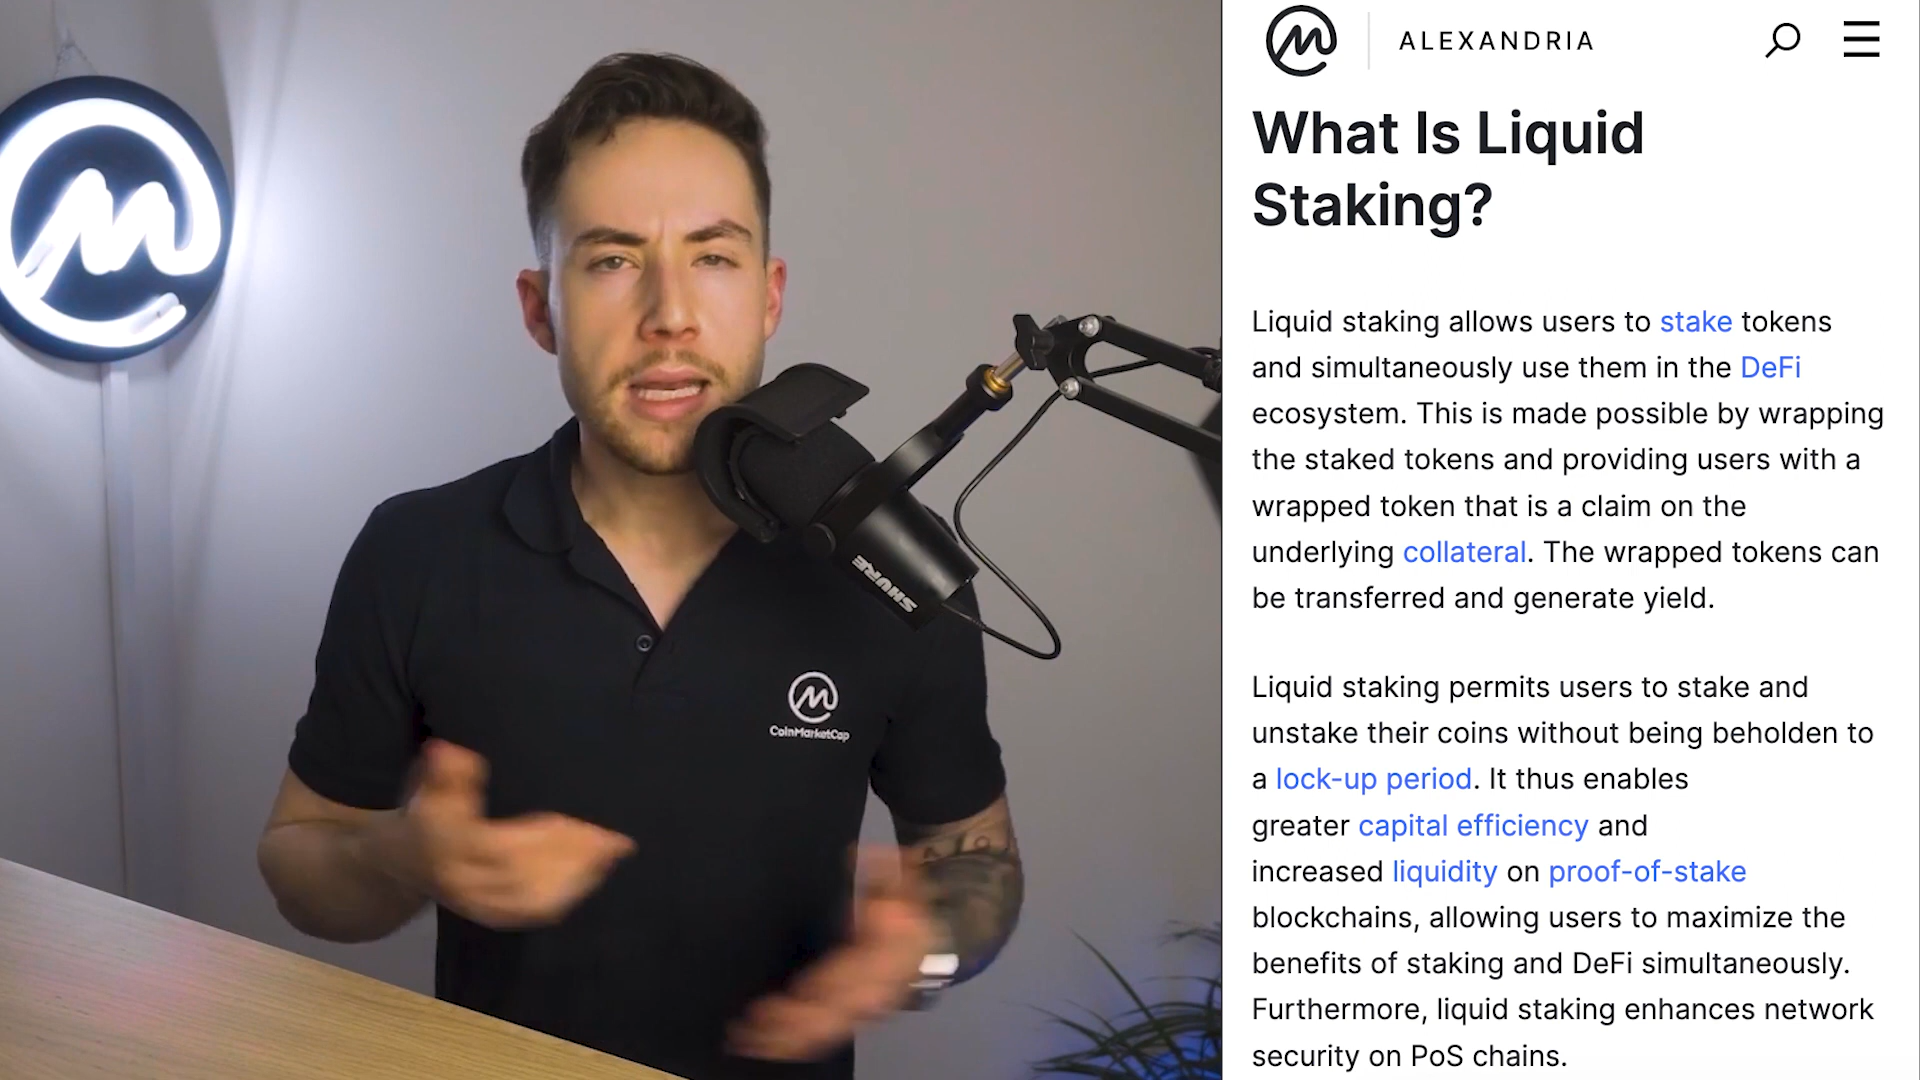 CoinMarketCap
SHURE
ALEXANDRIA
What Is Liquid
Staking?
Liquid staking allows users to stake tokens
and simultaneously use them in the DeFi
ecosystem. This is made possible by wrapping
the staked tokens and providing users with a
wrapped token that is a claim on the
underlying collateral. The wrapped tokens can
be transferred and generate yield.
Liquid staking permits users to stake and
unstake their coins without being beholden to
a lock-up period. It thus enables
greater capital efficiency and
increased liquidity on proof-of-stake
blockchains, allowing users to maximize the
benefits of staking and DeFi simultaneously.
Furthermore, liquid staking enhances network
security on PoS chains.